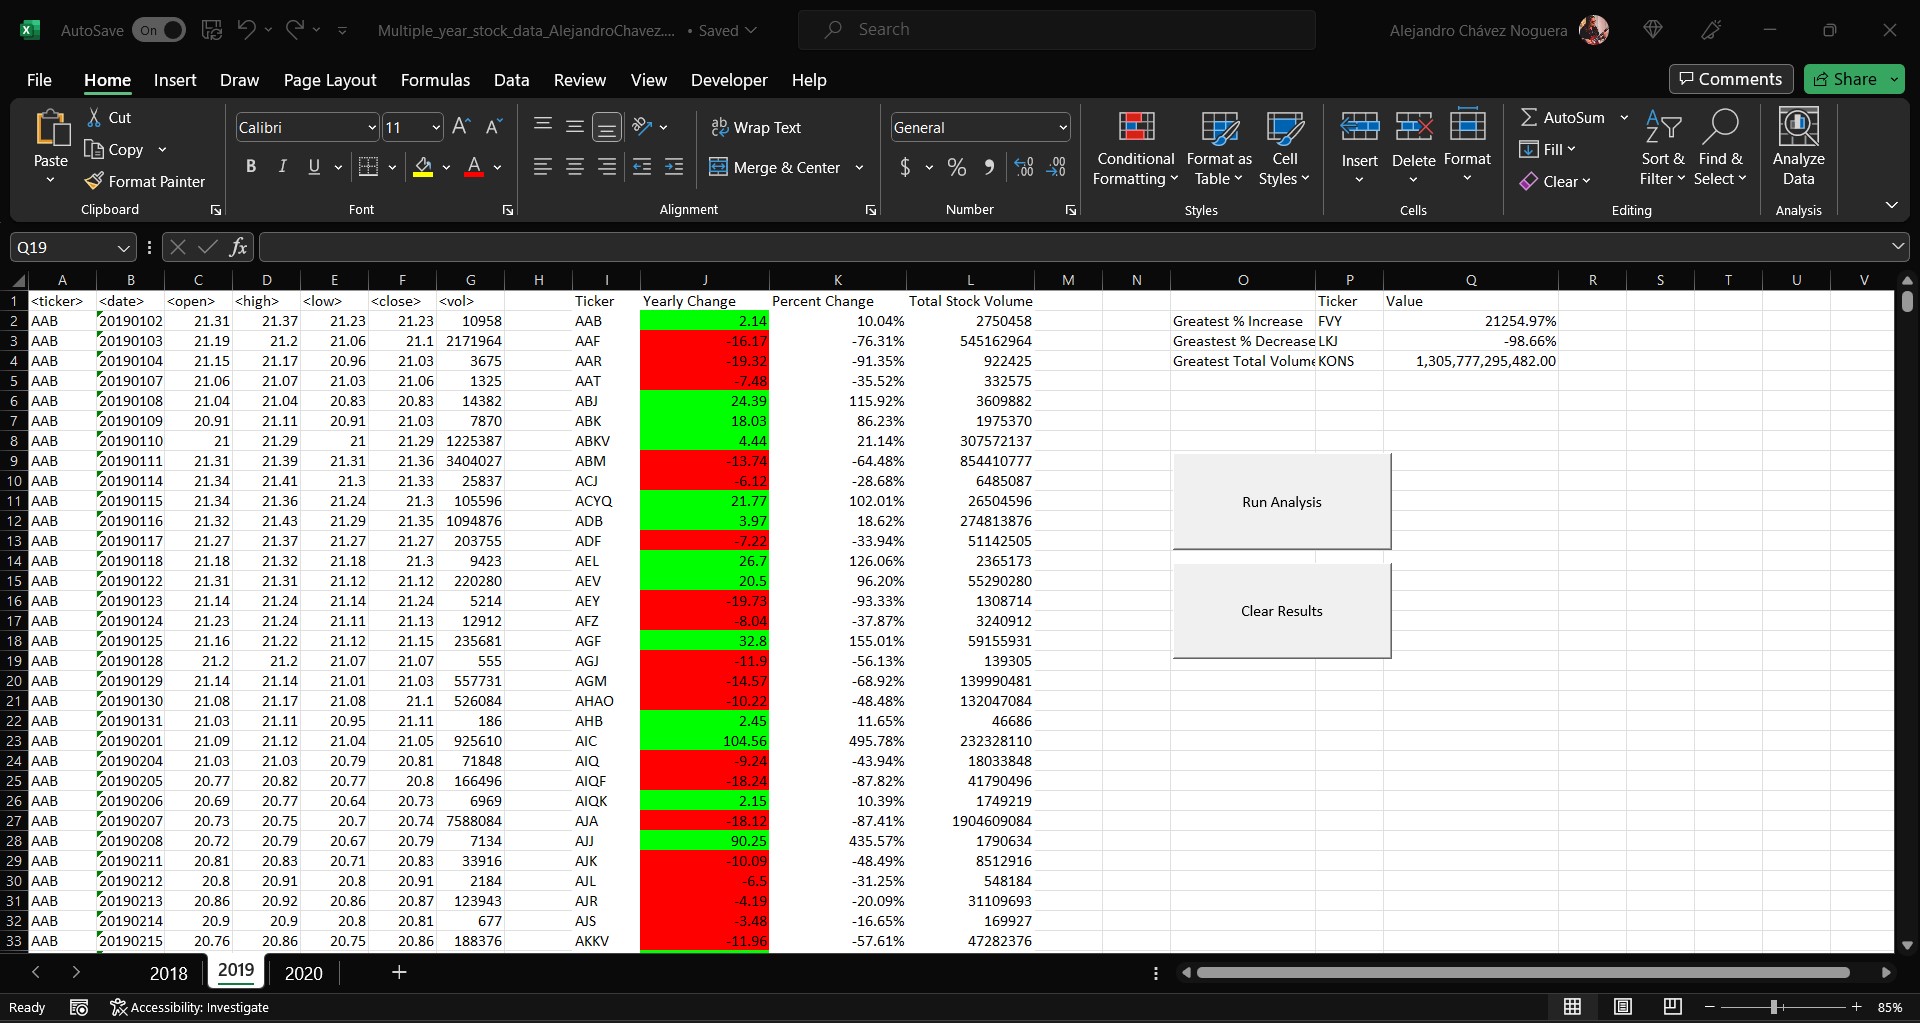 AutoSave On Multiple_year_stock_data_AlejandroChavez.... • Saved Search Alejandro Chávez Noguera
File Home Insert Draw Page Layout Formulas Data Review View Developer Help Comments Share
Paste Cut Copy Format Painter Clipboard
Calibri 11 B I U A Font
Wrap Text Merge & Center Alignment
General $ % Number
Conditional Formatting Format as Table Cell Styles Styles
Insert Delete Format Cells
AutoSum Fill Clear Sort & Filter Find & Select Editing
Analyze Data Analysis
Q19 fx
A B C D E F G H I J K L M N O P Q R S T U V
1 <ticker> <date> <open> <high> <low> <close> <vol> Ticker Yearly Change Percent Change Total Stock Volume Ticker Value
2 AAB 20190102 21.31 21.37 21.23 21.23 10958 AAB 2.14 10.04% 2750458 Greatest % Increase FVY 21254.97%
3 AAB 20190103 21.19 21.2 21.06 21.1 2171964 AAF -16.17 -76.31% 545162964 Greastest % Decrease LKJ -98.66%
4 AAB 20190104 21.15 21.17 20.96 21.03 3675 AAR -19.32 -91.35% 922425 Greatest Total Volume KONS 1,305,777,295,482.00
5 AAB 20190107 21.06 21.07 21.03 21.06 1325 AAT -7.48 -35.52% 332575
6 AAB 20190108 21.04 21.04 20.83 20.83 14382 ABJ 24.39 115.92% 3609882
7 AAB 20190109 20.91 21.11 20.91 21.03 7870 ABK 18.03 86.23% 1975370
8 AAB 20190110 21 21.29 21 21.29 1225387 ABKV 4.44 21.14% 307572137
9 AAB 20190111 21.31 21.39 21.31 21.36 3404027 ABM -13.74 -64.48% 854410777
10 AAB 20190114 21.34 21.41 21.3 21.33 25837 ACJ -6.12 -28.68% 6485087
11 AAB 20190115 21.34 21.36 21.24 21.3 105596 ACYQ 21.77 102.01% 26504596 Run Analysis
12 AAB 20190116 21.32 21.43 21.29 21.35 1094876 ADB 3.97 18.62% 274813876
13 AAB 20190117 21.27 21.37 21.27 21.27 203755 ADF -7.22 -33.94% 51142505
14 AAB 20190118 21.18 21.32 21.18 21.3 9423 AEL 26.7 126.06% 2365173
15 AAB 20190122 21.31 21.31 21.12 21.12 220280 AEV 20.5 96.20% 55290280
16 AAB 20190123 21.14 21.24 21.14 21.24 5214 AEY -19.73 -93.33% 1308714 Clear Results
17 AAB 20190124 21.23 21.24 21.11 21.13 12912 AFZ -8.04 -37.87% 3240912
18 AAB 20190125 21.16 21.22 21.12 21.15 235681 AGF 32.8 155.01% 59155931
19 AAB 20190128 21.2 21.2 21.07 21.07 555 AGJ -11.9 -56.13% 139305
20 AAB 20190129 21.14 21.14 21.01 21.03 557731 AGM -14.57 -68.92% 139990481
21 AAB 20190130 21.08 21.17 21.08 21.1 526084 AHAO -10.22 -48.48% 132047084
22 AAB 20190131 21.03 21.11 20.95 21.11 186 AHB 2.45 11.65% 46686
23 AAB 20190201 21.09 21.12 21.04 21.05 925610 AIC 104.56 495.78% 232328110
24 AAB 20190204 21.03 21.03 20.79 20.81 71848 AIQ -9.24 -43.94% 18033848
25 AAB 20190205 20.77 20.82 20.77 20.8 166496 AIQF -18.24 -87.82% 41790496
26 AAB 20190206 20.69 20.77 20.64 20.73 6969 AIQK 2.15 10.39% 1749219
27 AAB 20190207 20.73 20.75 20.7 20.74 7588084 AJA -18.12 -87.41% 1904609084
28 AAB 20190208 20.72 20.79 20.67 20.79 7134 AJJ 90.25 435.57% 1790634
29 AAB 20190211 20.81 20.83 20.71 20.83 33916 AJK -10.09 -48.49% 8512916
30 AAB 20190212 20.8 20.91 20.8 20.91 2184 AJL -6.5 -31.25% 548184
31 AAB 20190213 20.86 20.92 20.86 20.87 123943 AJR -4.19 -20.09% 31109693
32 AAB 20190214 20.9 20.9 20.8 20.81 677 AJS -3.48 -16.65% 169927
33 AAB 20190215 20.76 20.86 20.75 20.86 188376 AKKV -11.96 -57.61% 47282376
2018 2019 2020
Ready Accessibility: Investigate 85%